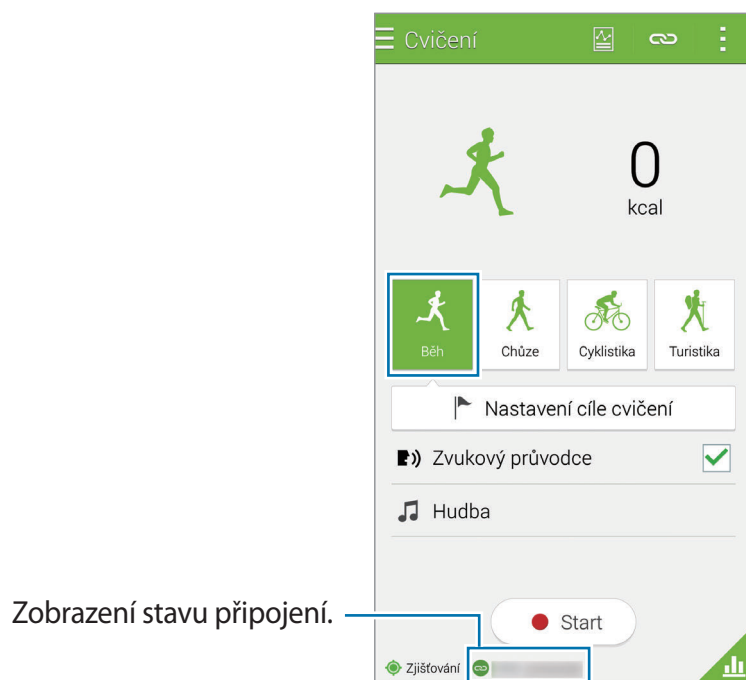 Cvičení
0
kcal
Běh
Chůze
Cyklistika
Turistika
Nastavení cíle cvičení
Zvukový průvodce
Hudba
Zobrazení stavu připojení.
Start
Zjišťování